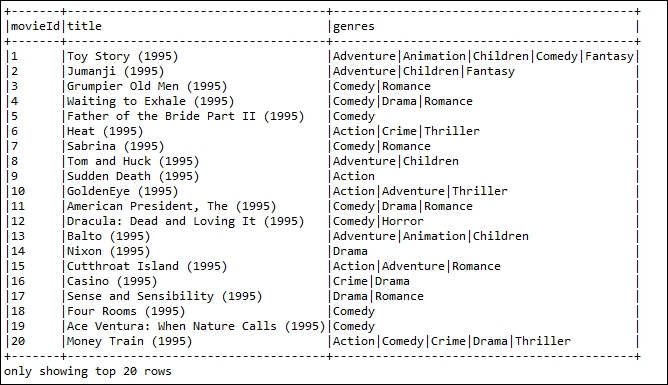 +-------+----------------------------------+-------------------------------------------+
|movieId|title                             |genres                                     |
+-------+----------------------------------+-------------------------------------------+
|1      |Toy Story (1995)                  |Adventure|Animation|Children|Comedy|Fantasy|
|2      |Jumanji (1995)                    |Adventure|Children|Fantasy                 |
|3      |Grumpier Old Men (1995)           |Comedy|Romance                             |
|4      |Waiting to Exhale (1995)          |Comedy|Drama|Romance                       |
|5      |Father of the Bride Part II (1995)|Comedy                                     |
|6      |Heat (1995)                       |Action|Crime|Thriller                      |
|7      |Sabrina (1995)                    |Comedy|Romance                             |
|8      |Tom and Huck (1995)               |Adventure|Children                         |
|9      |Sudden Death (1995)               |Action                                     |
|10     |GoldenEye (1995)                  |Action|Adventure|Thriller                  |
|11     |American President, The (1995)    |Comedy|Drama|Romance                       |
|12     |Dracula: Dead and Loving It (1995)|Comedy|Horror                              |
|13     |Balto (1995)                      |Adventure|Animation|Children               |
|14     |Nixon (1995)                      |Drama                                      |
|15     |Cutthroat Island (1995)           |Action|Adventure|Romance                   |
|16     |Casino (1995)                     |Crime|Drama                                |
|17     |Sense and Sensibility (1995)      |Drama|Romance                              |
|18     |Four Rooms (1995)                 |Comedy                                     |
|19     |Ace Ventura: When Nature Calls (1995)|Comedy                                     |
|20     |Money Train (1995)                |Action|Comedy|Crime|Drama|Thriller         |
+-------+----------------------------------+-------------------------------------------+
only showing top 20 rows